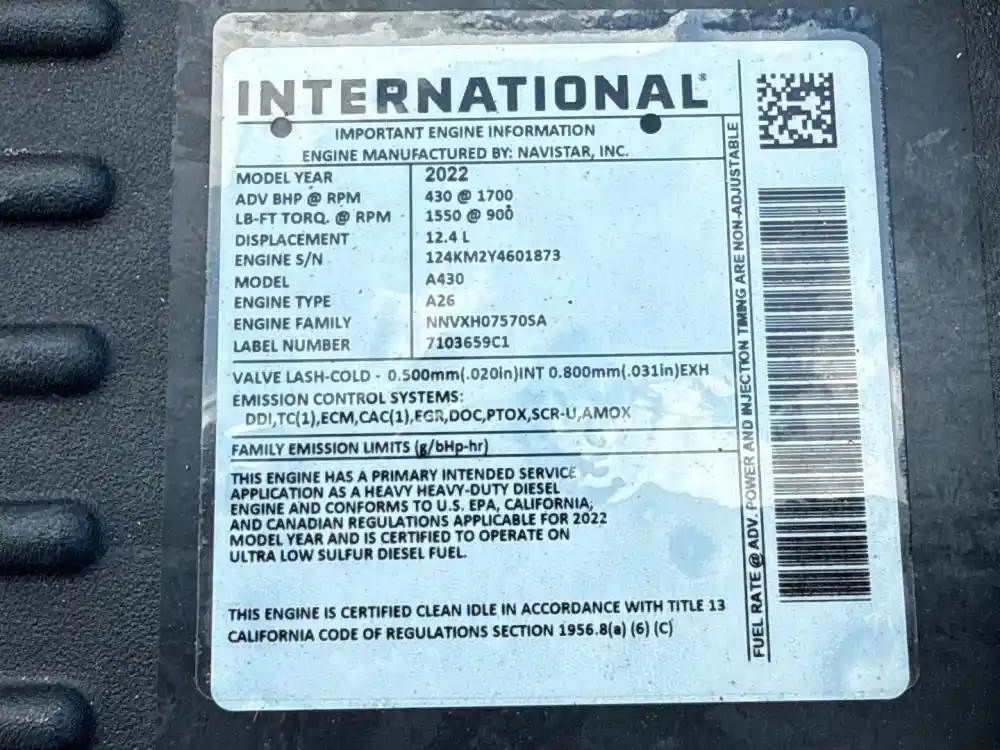 INTERNATIONAL®
IMPORTANT ENGINE INFORMATION
ENGINE MANUFACTURED BY: NAVISTAR, INC.
MODEL YEAR 2022
ADV BHP @ RPM 430 @ 1700
LB-FT TORQ. @ RPM 1550 @ 900
DISPLACEMENT 12.4 L
ENGINE S/N 124KM2Y4601873
MODEL A430
ENGINE TYPE A26
ENGINE FAMILY NNVXH07570SA
LABEL NUMBER 7103659C1
VALVE LASH-COLD - 0.500mm(.020in)INT 0.800mm(.031in)EXH
EMISSION CONTROL SYSTEMS:
DDI,TC(1),ECM,CAC(1),EGR,DOC,PTOX,SCR-U,AMOX
FAMILY EMISSION LIMITS (g/bHp-hr)
THIS ENGINE HAS A PRIMARY INTENDED SERVICE
APPLICATION AS A HEAVY HEAVY-DUTY DIESEL
ENGINE AND CONFORMS TO U.S. EPA, CALIFORNIA,
AND CANADIAN REGULATIONS APPLICABLE FOR 2022
MODEL YEAR AND IS CERTIFIED TO OPERATE ON
ULTRA LOW SULFUR DIESEL FUEL.
THIS ENGINE IS CERTIFIED CLEAN IDLE IN ACCORDANCE WITH TITLE 13
CALIFORNIA CODE OF REGULATIONS SECTION 1956.8(a) (6) (C)
FUEL RATE @ ADV. POWER AND INJECTION TIMING ARE NON-ADJUSTABLE